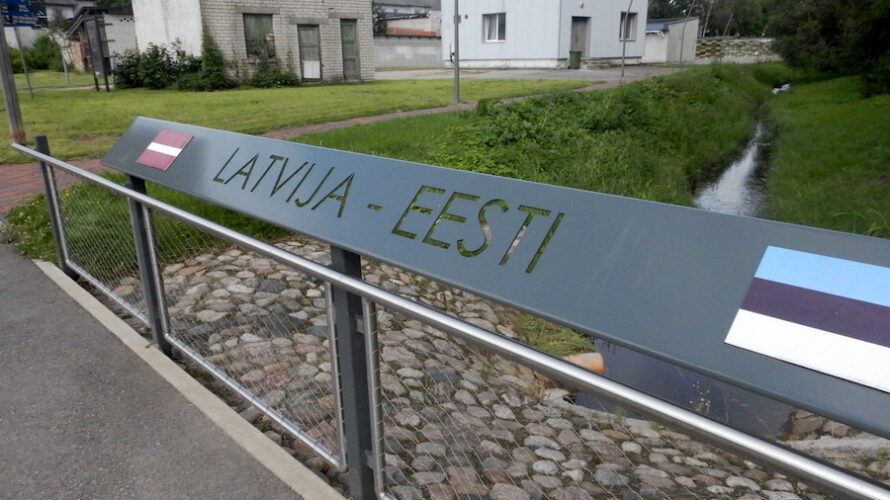 LATVIJA - EESTI